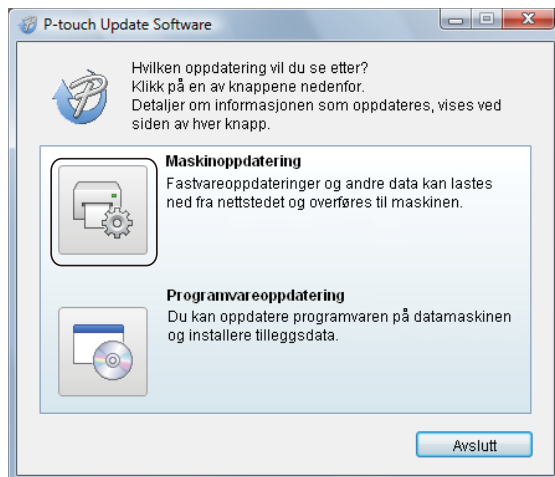 P-touch Update Software
Hvilken oppdatering vil du se etter?
Klikk på en av knappene nedenfor.
Detaljer om informasjonen som oppdateres, vises ved
siden av hver knapp.
Maskinoppdatering
Fastvareoppdateringer og andre data kan lastes
ned fra nettstedet og overføres til maskinen.
Programvareoppdatering
Du kan oppdatere programvaren på datamaskinen
og installere tilleggsdata.
Avslutt